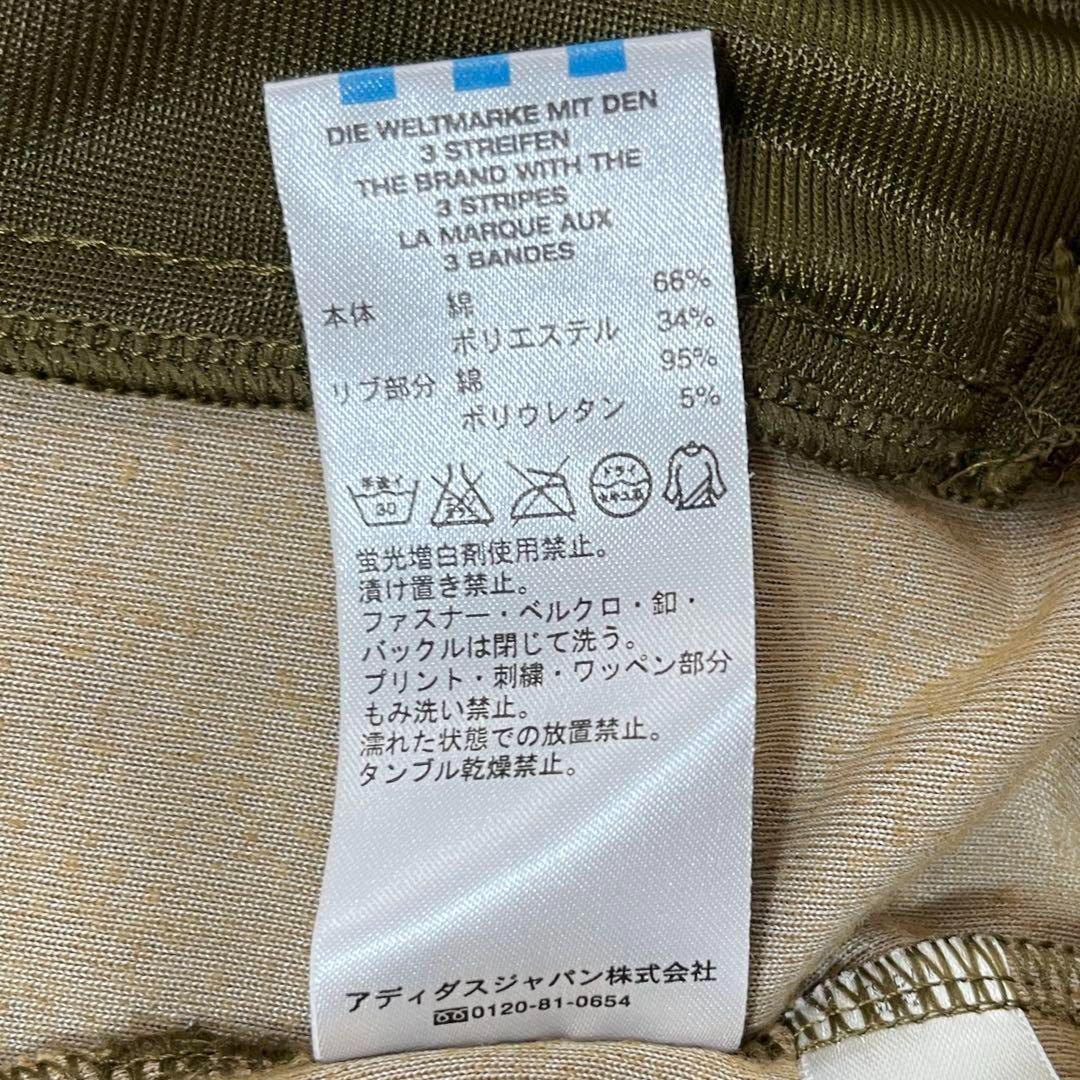 DIE WELTMARKE MIT DEN
3 STREIFEN
THE BRAND WITH THE
3 STRIPES
LA MARQUE AUX
3 BANDES
本体 綿 66%
ポリエステル 34%
リブ部分 綿 95%
ポリウレタン 5%
手洗イ 30 ドライ
蛍光増白剤使用禁止。
漬け置き禁止。
ファスナー・ベルクロ・釦・
バックルは閉じて洗う。
プリント・刺繍・ワッペン部分
もみ洗い禁止。
濡れた状態での放置禁止。
タンブル乾燥禁止。
アディダスジャパン株式会社
0120-81-0654